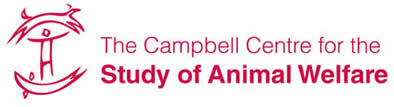 The Campbell Centre for the
Study of Animal Welfare